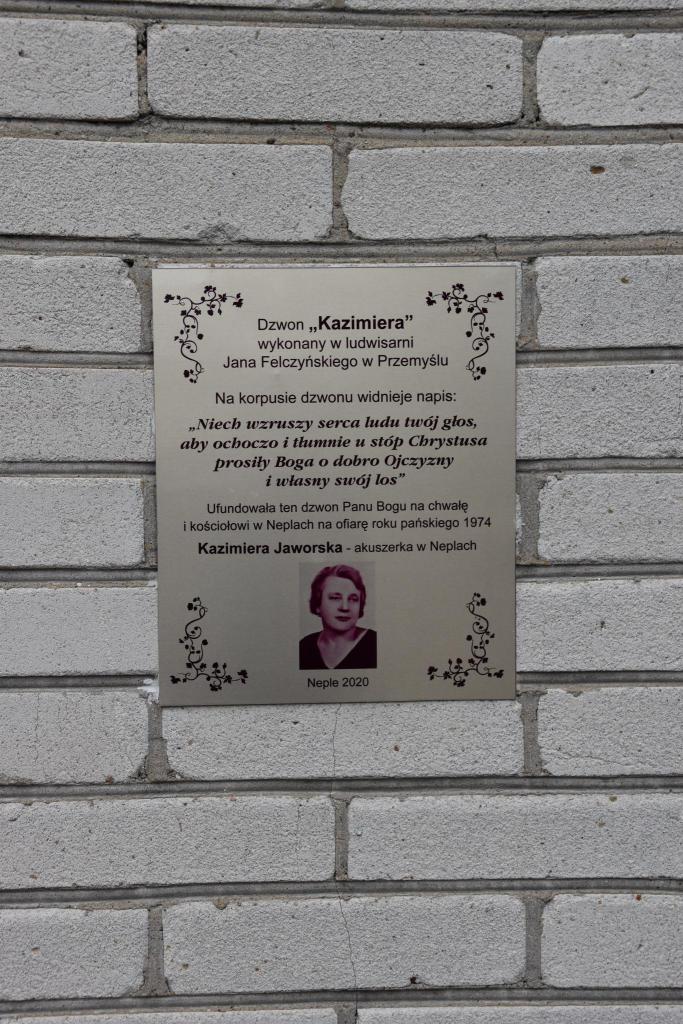 Dzwon „Kazimiera”
wykonany w ludwisarni
Jana Felczyńskiego w Przemyślu
Na korpusie dzwonu widnieje napis:
„Niech wzruszy serca ludu twój głos,
aby ochoczo i tłumnie u stóp Chrystusa
prosiły Boga o dobro Ojczyzny
i własny swój los”
Ufundowała ten dzwon Panu Bogu na chwałę
i kościołowi w Neplach na ofiarę roku pańskiego 1974
Kazimiera Jaworska - akuszerka w Neplach
Neple 2020